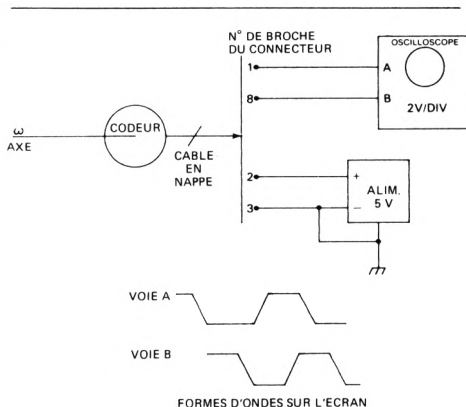 N° DE BROCHE
DU CONNECTEUR
OSCILLOSCOPE
1
A
8
B
2V/DIV
ω
AXE
CODEUR
CABLE
EN
NAPPE
2
+
ALIM.
5 V
3
−
VOIE A
VOIE B
FORMES D'ONDES SUR L'ECRAN